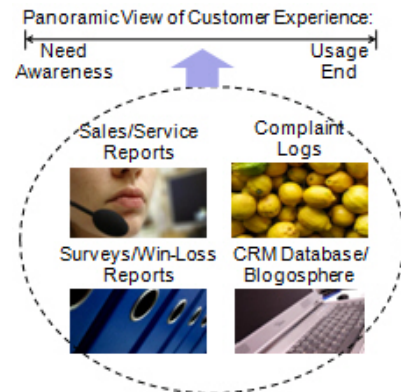 Panoramic View of Customer Experience:
Need Awareness
Usage End
Sales/Service Reports
Complaint Logs
Surveys/Win-Loss Reports
CRM Database/ Blogosphere